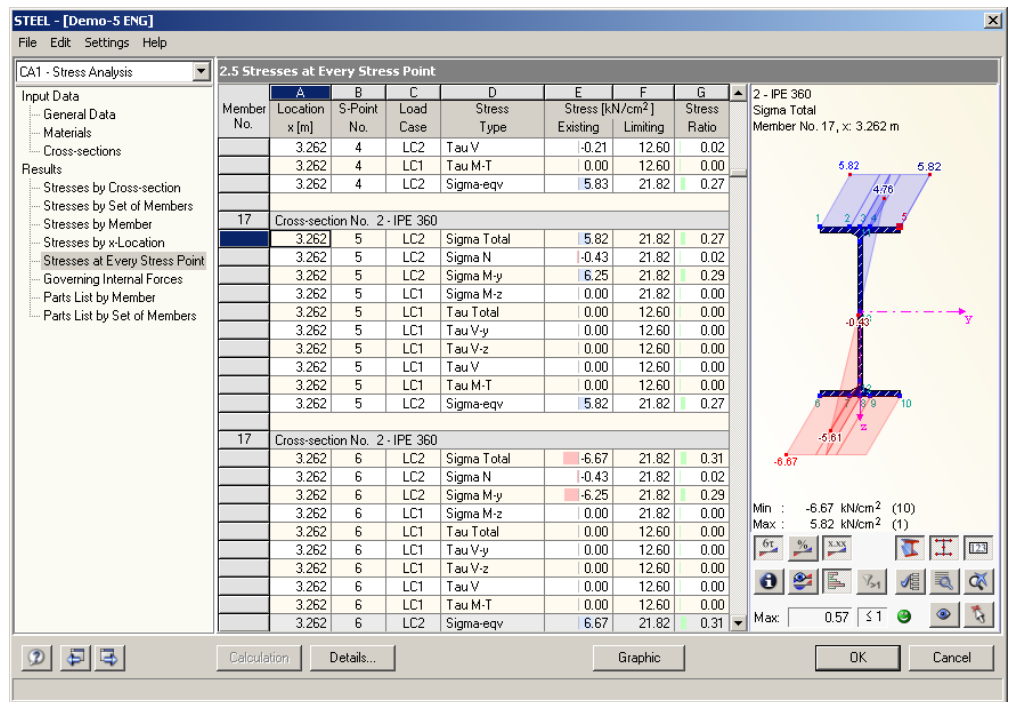 STEEL - [Demo-5 ENG]
File Edit Settings Help
CA1 - Stress Analysis
Input Data
General Data
Materials
Cross-sections
Results
Stresses by Cross-section
Stresses by Set of Members
Stresses by Member
Stresses by x-Location
Stresses at Every Stress Point
Governing Internal Forces
Parts List by Member
Parts List by Set of Members
2.5 Stresses at Every Stress Point
A B C D E F G
Member Location S-Point Load Stress Stress [kN/cm²] Stress
No. x [m] No. Case Type Existing Limiting Ratio
3.262 4 LC2 Tau V -0.21 12.60 0.02
3.262 4 LC1 Tau M-T 0.00 12.60 0.00
3.262 4 LC2 Sigma-eqv 5.83 21.82 0.27
17 Cross-section No. 2 - IPE 360
3.262 5 LC2 Sigma Total 5.82 21.82 0.27
3.262 5 LC2 Sigma N -0.43 21.82 0.02
3.262 5 LC2 Sigma M-y 6.25 21.82 0.29
3.262 5 LC1 Sigma M-z 0.00 21.82 0.00
3.262 5 LC1 Tau Total 0.00 12.60 0.00
3.262 5 LC1 Tau V-y 0.00 12.60 0.00
3.262 5 LC1 Tau V-z 0.00 12.60 0.00
3.262 5 LC1 Tau V 0.00 12.60 0.00
3.262 5 LC1 Tau M-T 0.00 12.60 0.00
3.262 5 LC2 Sigma-eqv 5.82 21.82 0.27
17 Cross-section No. 2 - IPE 360
3.262 6 LC2 Sigma Total -6.67 21.82 0.31
3.262 6 LC2 Sigma N -0.43 21.82 0.02
3.262 6 LC2 Sigma M-y -6.25 21.82 0.29
3.262 6 LC1 Sigma M-z 0.00 21.82 0.00
3.262 6 LC1 Tau Total 0.00 12.60 0.00
3.262 6 LC1 Tau V-y 0.00 12.60 0.00
3.262 6 LC1 Tau V-z 0.00 12.60 0.00
3.262 6 LC1 Tau V 0.00 12.60 0.00
3.262 6 LC1 Tau M-T 0.00 12.60 0.00
3.262 6 LC2 Sigma-eqv 6.67 21.82 0.31
2 - IPE 360
Sigma Total
Member No. 17, x: 3.262 m
5.82 5.82
4.76
1 2 3 4 5
-0.43
y
6 7 8 9 10
z
-5.61
-6.67
Min : -6.67 kN/cm² (10)
Max : 5.82 kN/cm² (1)
στ % x.xx 123
Max: 0.57 ≤ 1
Calculation Details... Graphic OK Cancel